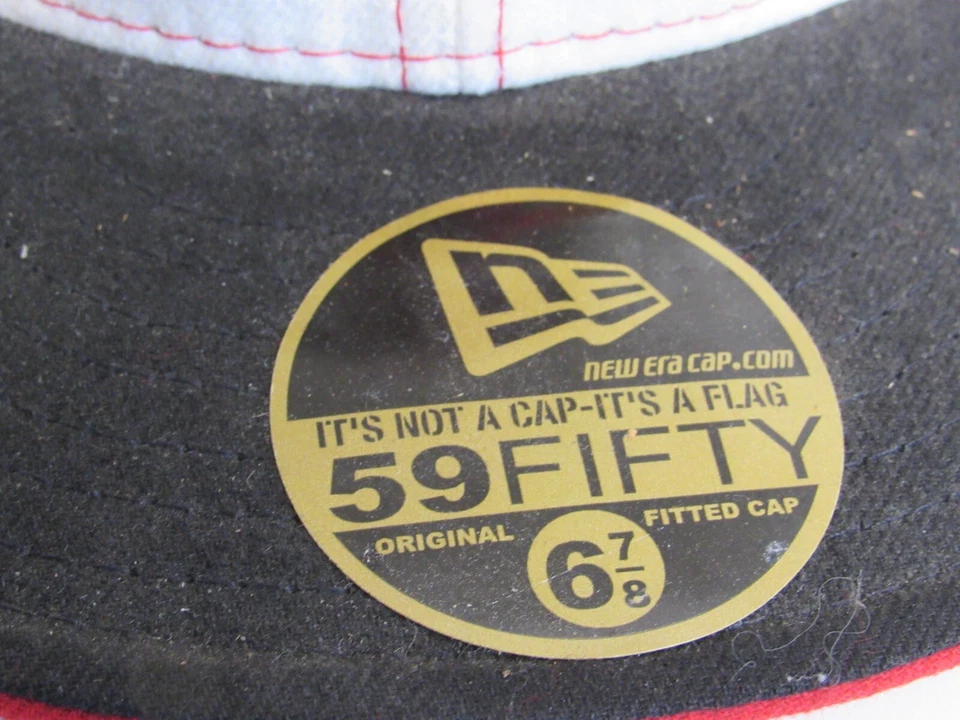 n
new era cap.com
IT'S NOT A CAP-IT'S A FLAG
59FIFTY
ORIGINAL FITTED CAP
6 7/8